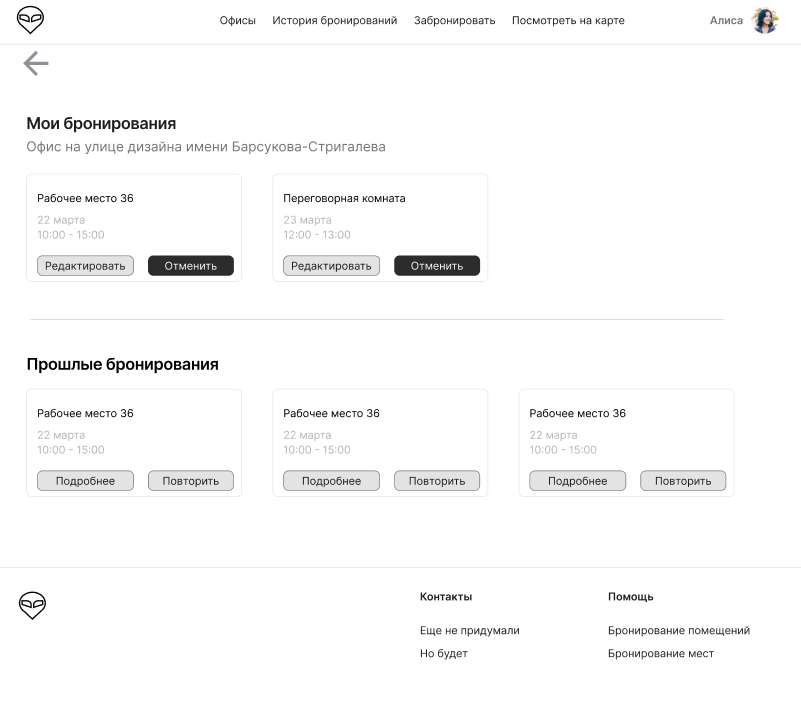 Офисы История бронирований Забронировать Посмотреть на карте Алиса
Мои бронирования
Офис на улице дизайна имени Барсукова-Стригалева
Рабочее место 36
22 марта
10:00 - 15:00
Редактировать Отменить
Переговорная комната
23 марта
12:00 - 13:00
Редактировать Отменить
Прошлые бронирования
Рабочее место 36
22 марта
10:00 - 15:00
Подробнее Повторить
Рабочее место 36
22 марта
10:00 - 15:00
Подробнее Повторить
Рабочее место 36
22 марта
10:00 - 15:00
Подробнее Повторить
Контакты
Еще не придумали
Но будет
Помощь
Бронирование помещений
Бронирование мест